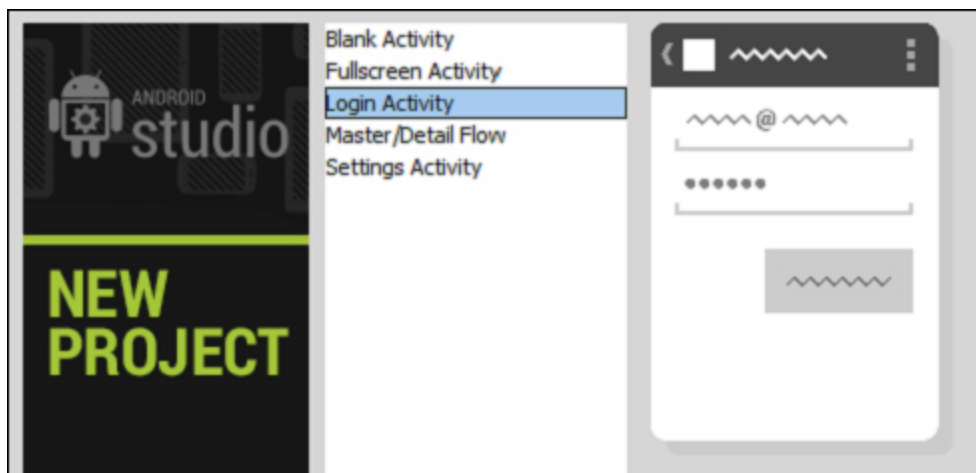 ANDROID
studio
NEW
PROJECT
Blank Activity
Fullscreen Activity
Login Activity
Master/Detail Flow
Settings Activity
@